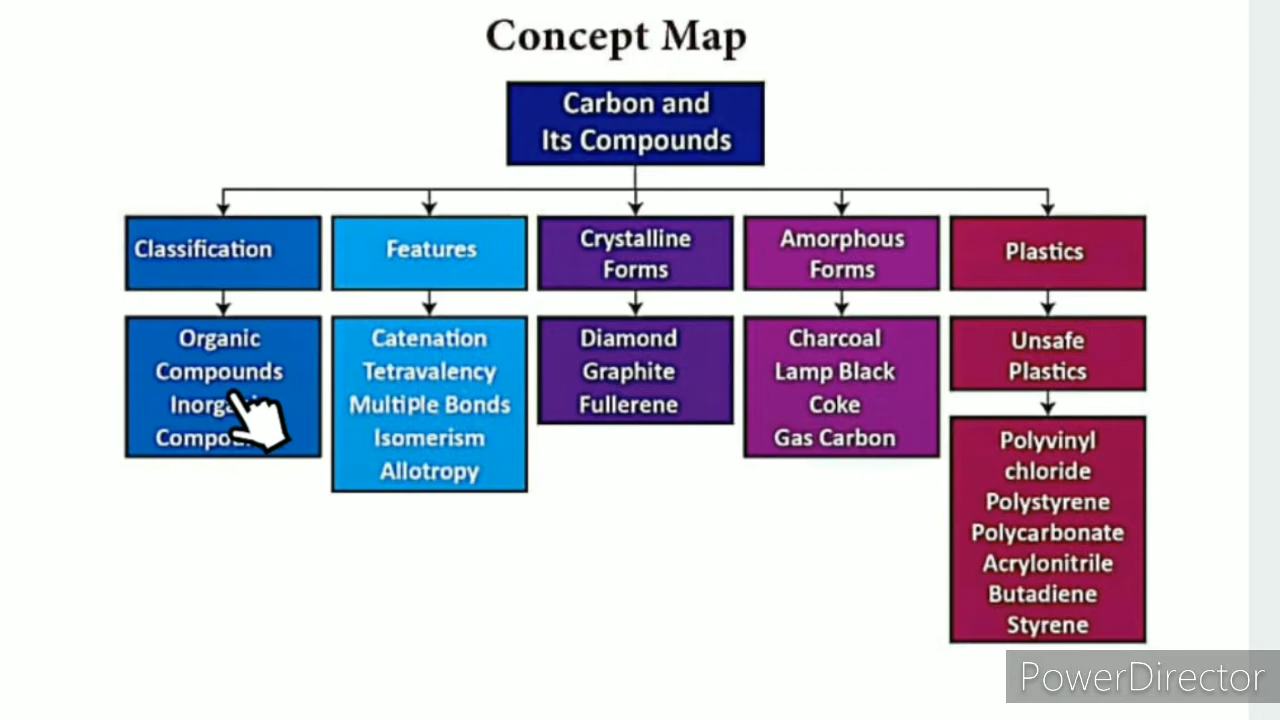 Concept Map
Carbon and
Its Compounds
Classification
Features
Crystalline
Forms
Amorphous
Forms
Plastics
Organic
Compounds
Catenation
Tetravalency
Multiple Bonds
Isomerism
Allotropy
Diamond
Graphite
Fullerene
Charcoal
Lamp Black
Coke
Gas Carbon
Unsafe
Plastics
Polyvinyl
chloride
Polystyrene
Polycarbonate
Acrylonitrile
Butadiene
Styrene
PowerDirector